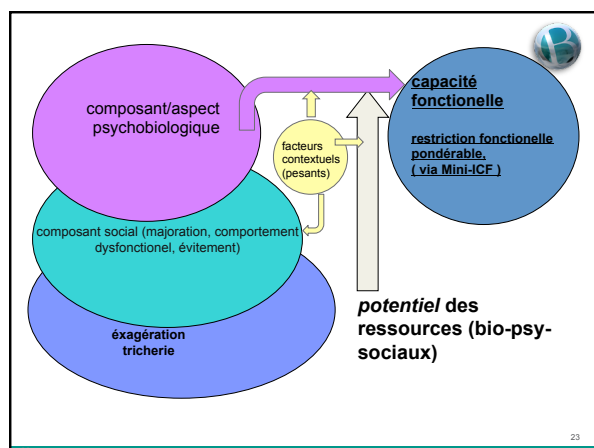 composant/aspect
psychobiologique
capacité
fonctionelle
restriction fonctionelle
pondérable,
( via Mini-ICF )
facteurs
contextuels
(pesants)
composant social (majoration, comportement
dysfonctionel, évitement)
potentiel des
ressources (bio-psy-
sociaux)
éxagération
tricherie
23